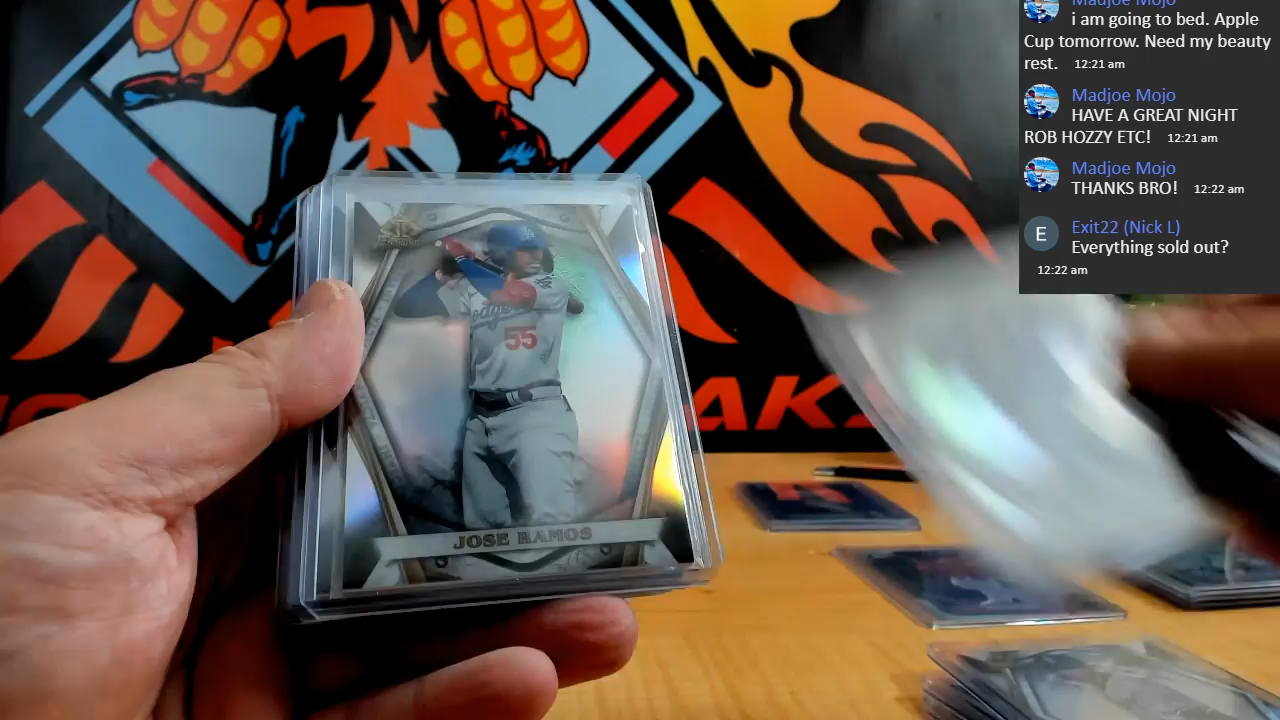 Madjoe Mojo
i am going to bed. Apple
Cup tomorrow. Need my beauty
rest. 12:21 am
Madjoe Mojo
HAVE A GREAT NIGHT
ROB HOZZY ETC! 12:21 am
Madjoe Mojo
THANKS BRO! 12:22 am
E Exit22 (Nick L)
Everything sold out?
12:22 am
55
JOSE RAMOS